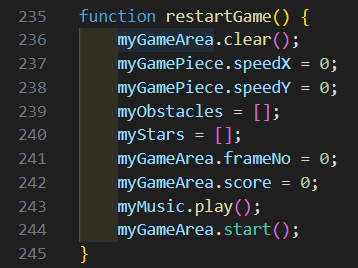 235 function restartGame() {
236 myGameArea.clear();
237 myGamePiece.speedX = 0;
238 myGamePiece.speedY = 0;
239 myObstacles = [];
240 myStars = [];
241 myGameArea.frameNo = 0;
242 myGameArea.score = 0;
243 myMusic.play();
244 myGameArea.start();
245 }